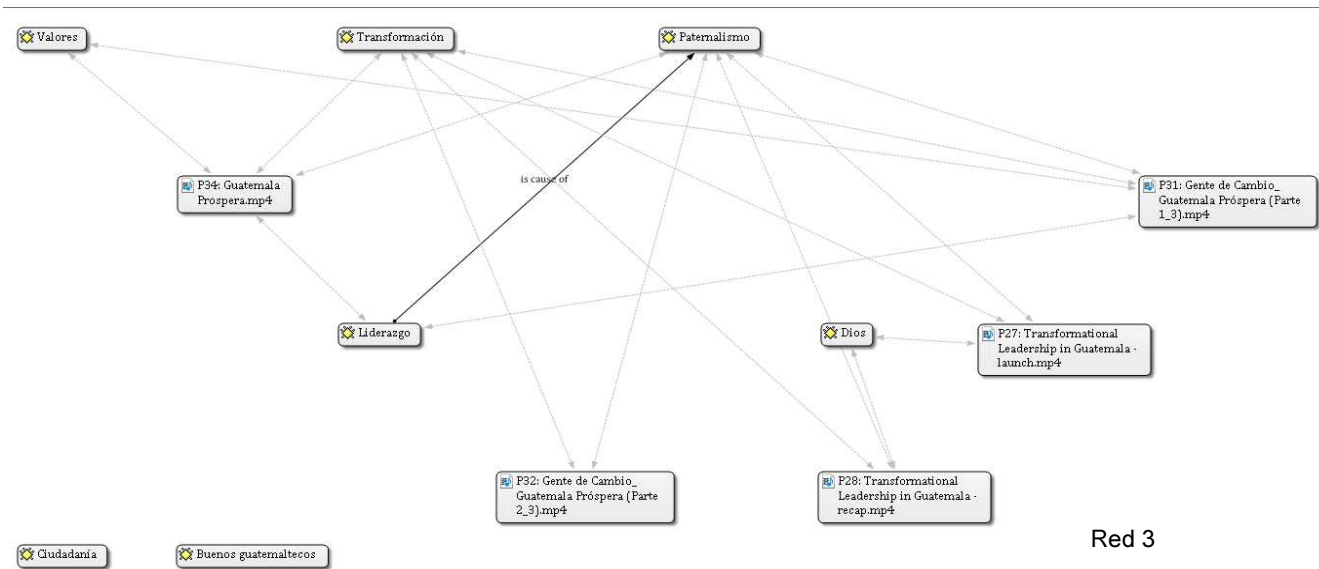 Valores
Transformación
Paternalismo
is cause of
P34: Guatemala
Prospera.mp4
P31: Gente de Cambio_
Guatemala Próspera (Parte
1_3).mp4
Liderazgo
Dios
P27: Transformational
Leadership in Guatemala -
launch.mp4
P32: Gente de Cambio_
Guatemala Próspera (Parte
2_3).mp4
P28: Transformational
Leadership in Guatemala -
recap.mp4
Red 3
Ciudadanía
Buenos guatemaltecos